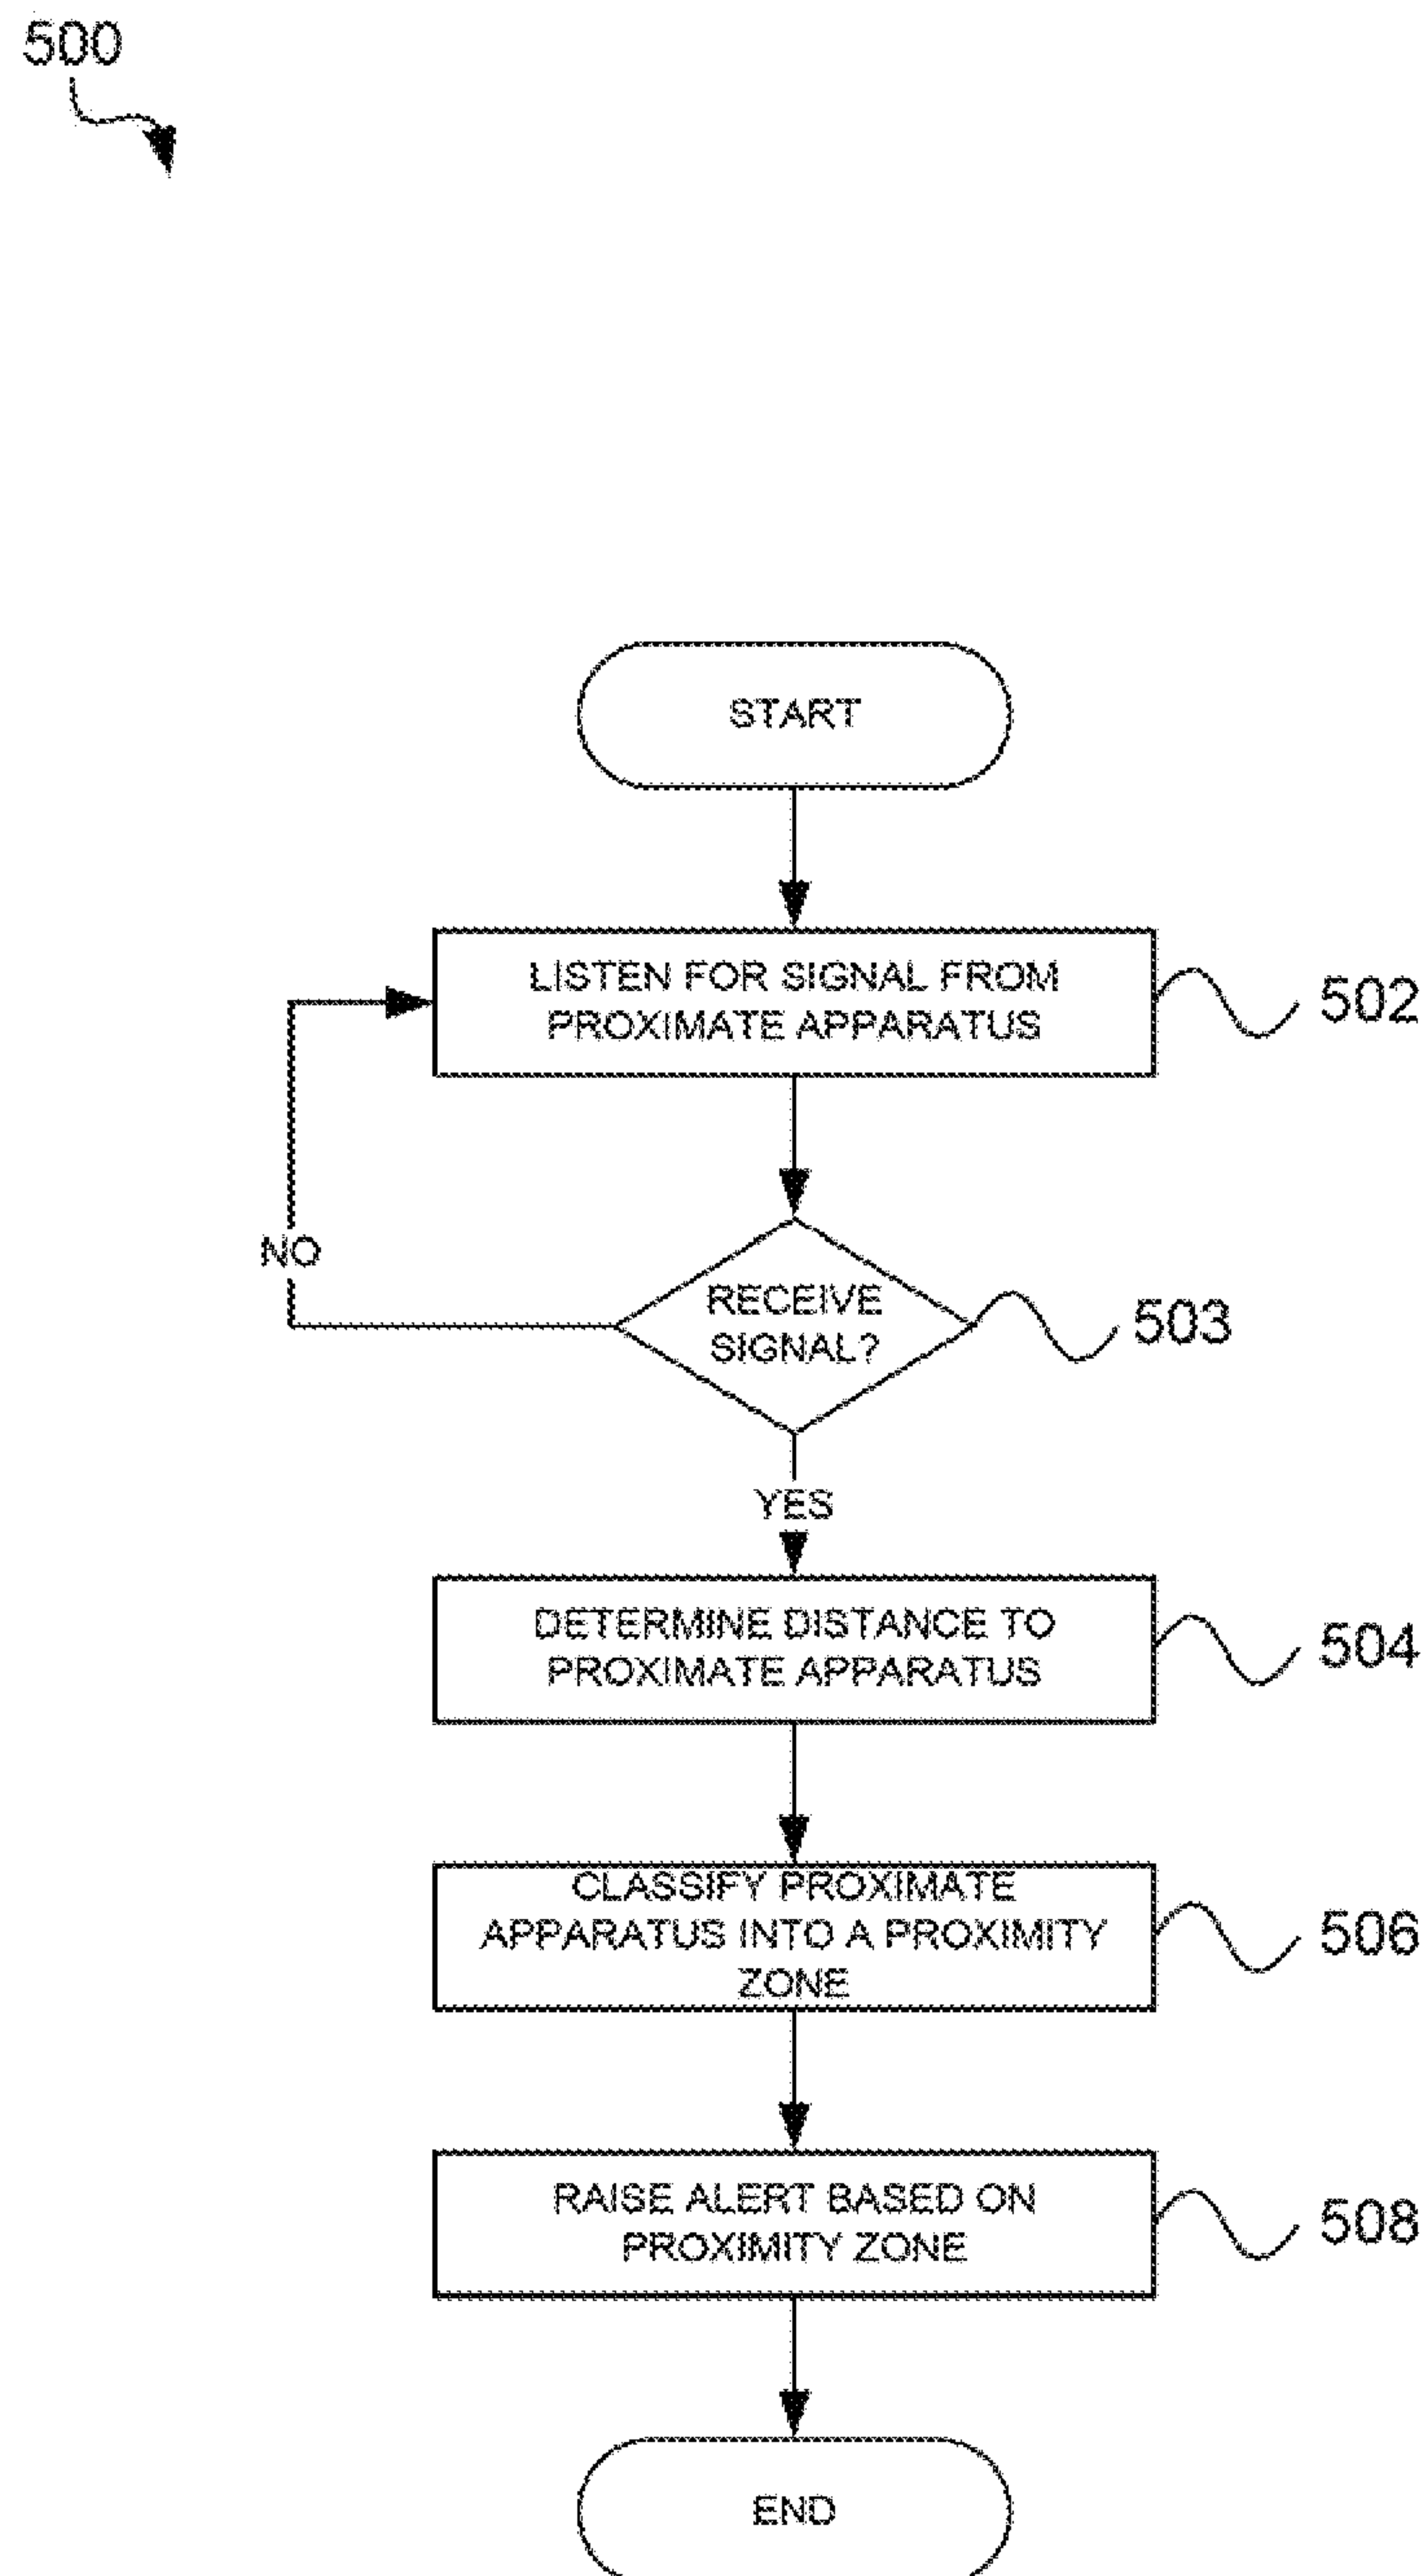 500
START
LISTEN FOR SIGNAL FROM
PROXIMATE APPARATUS
502
NO
RECEIVE
SIGNAL?
503
YES
DETERMINE DISTANCE TO
PROXIMATE APPARATUS
504
CLASSIFY PROXIMATE
APPARATUS INTO A PROXIMITY
ZONE
506
RAISE ALERT BASED ON
PROXIMITY ZONE
508
END